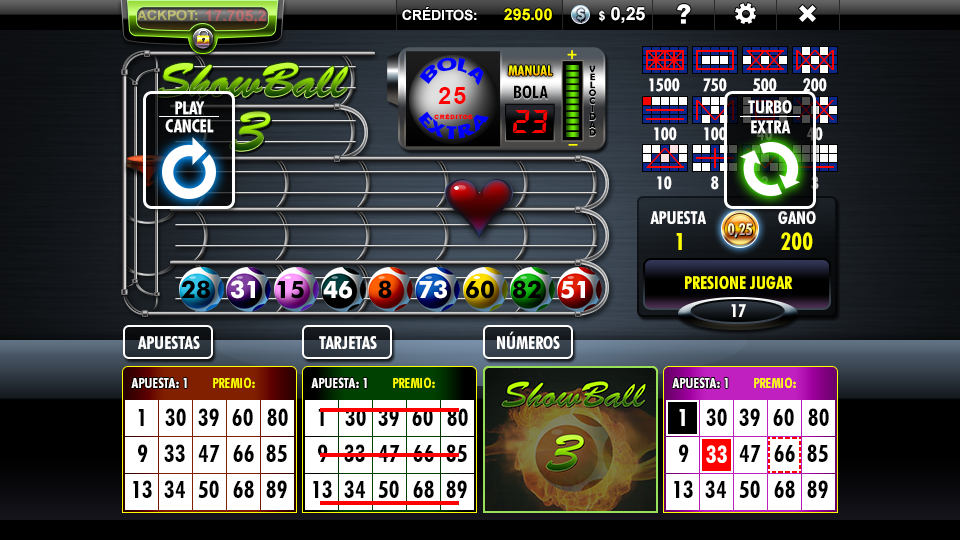 JACKPOT: 17,705,2
CRÉDITOS: 295.00 $ 0,25 ? X
ShowBall
3
PLAY
CANCEL
BOLA
25
CRÉDITOS
EXTRA
MANUAL
BOLA
23
+
VELOCIDAD
-
1500 750 500 200
100 100 40
10 8 3
TURBO
EXTRA
APUESTA 0,25 GANO
1 200
PRESIONE JUGAR
17
28 31 15 46 8 73 60 82 51
APUESTAS
TARJETAS
NÚMEROS
APUESTA: 1 PREMIO:
1 30 39 60 80
9 33 47 66 85
13 34 50 68 89
APUESTA: 1 PREMIO:
1 30 39 60 80
9 33 47 66 85
13 34 50 68 89
ShowBall
3
APUESTA: 1 PREMIO:
1 30 39 60 80
9 33 47 66 85
13 34 50 68 89